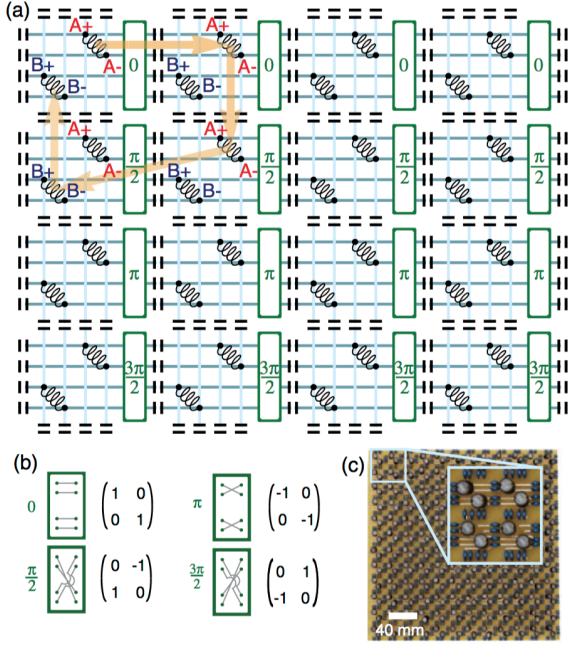 (a)
A+ A+
0 0 0 0
B+ A- B+ A-
B- B-
A+ A+
π/2 π/2 π/2 π/2
B+ A- B+ A-
B- B-
π π π π
3π/2 3π/2 3π/2 3π/2
(b) (c)
0 ( 1 0 π ( -1 0
0 1 ) 0 -1 )
π/2 ( 0 -1 3π/2 ( 0 1
1 0 ) -1 0 )
40 mm